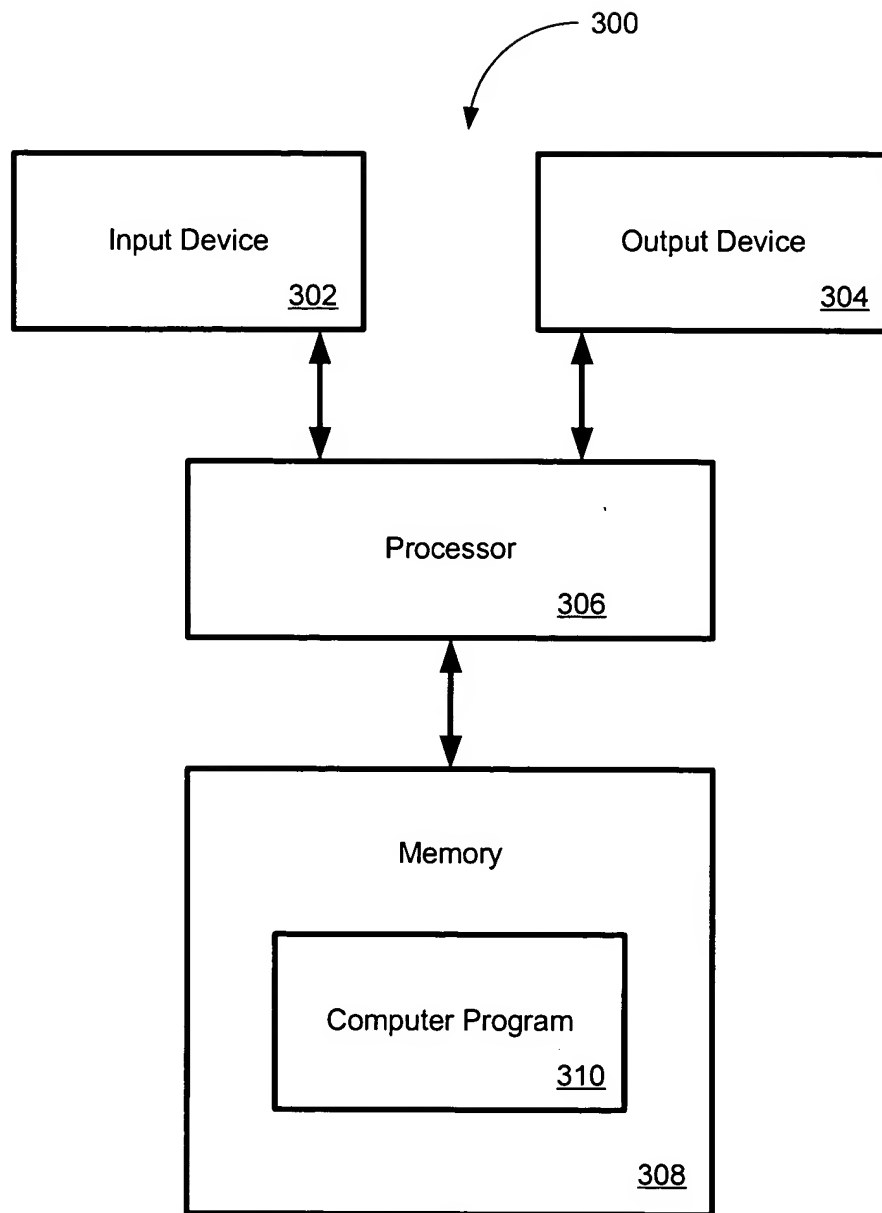 300
Input Device
302
Output Device
304
Processor
306
Memory
Computer Program
310
308